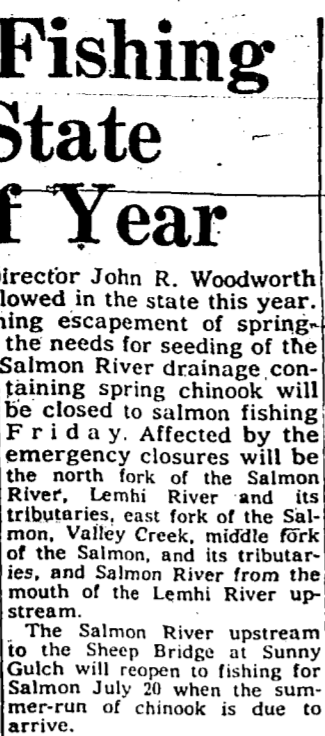 Fishing
State
f Year
irector John R. Woodworth
lowed in the state this year.
ning escapement of spring-
the needs for seeding of the
Salmon River drainage con-
taining spring chinook will
be closed to salmon fishing
Friday. Affected by the
emergency closures will be
the north fork of the Salmon
River, Lemhi River and its
tributaries, east fork of the Sal-
mon, Valley Creek, middle fork
of the Salmon, and its tributar-
ies, and Salmon River from the
mouth of the Lemhi River up-
stream.
The Salmon River upstream
to the Sheep Bridge at Sunny
Gulch will reopen to fishing for
Salmon July 20 when the sum-
mer-run of chinook is due to
arrive.